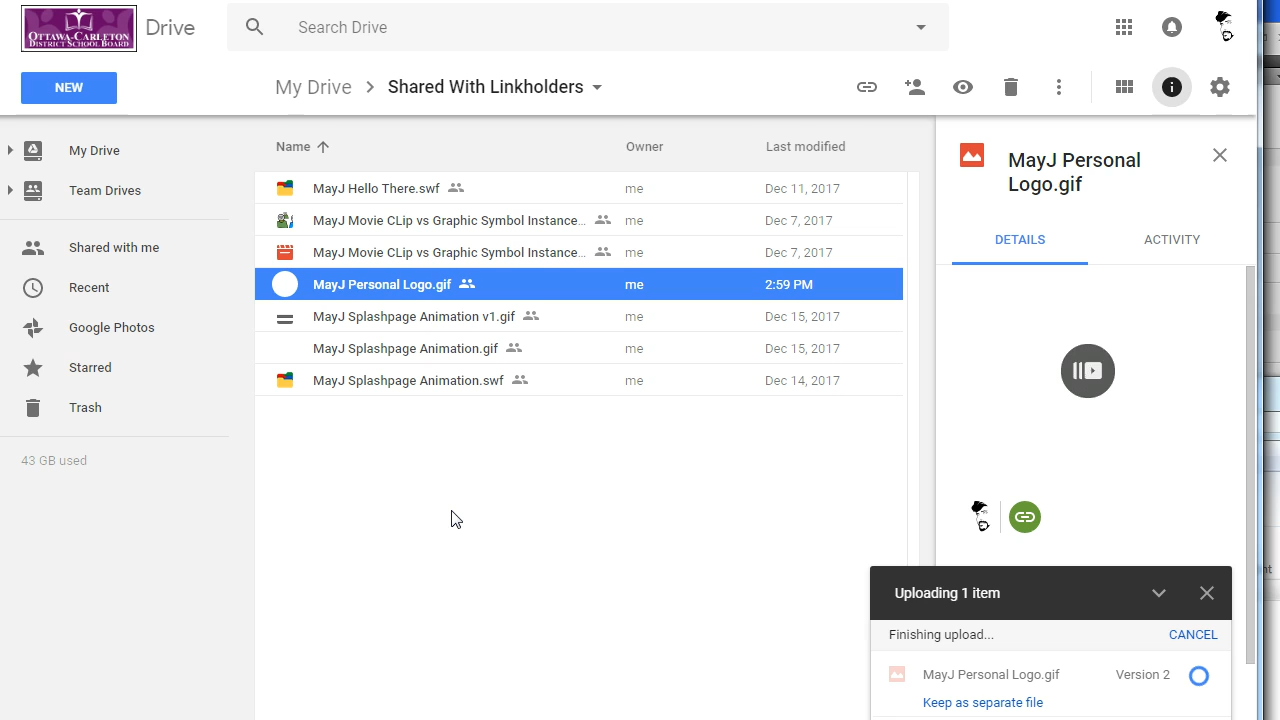 OTTAWA-CARLETON
DISTRICT SCHOOL BOARD
Drive
Search Drive
NEW
My Drive
Shared With Linkholders
My Drive
Team Drives
Shared with me
Recent
Google Photos
Starred
Trash
43 GB used
Name Owner Last modified
MayJ Hello There.swf me Dec 11, 2017
MayJ Movie CLip vs Graphic Symbol Instance... me Dec 7, 2017
MayJ Movie CLip vs Graphic Symbol Instance... me Dec 7, 2017
MayJ Personal Logo.gif me 2:59 PM
MayJ Splashpage Animation v1.gif me Dec 15, 2017
MayJ Splashpage Animation.gif me Dec 15, 2017
MayJ Splashpage Animation.swf me Dec 14, 2017
MayJ Personal
Logo.gif
DETAILS ACTIVITY
Uploading 1 item
Finishing upload... CANCEL
MayJ Personal Logo.gif Version 2
Keep as separate file